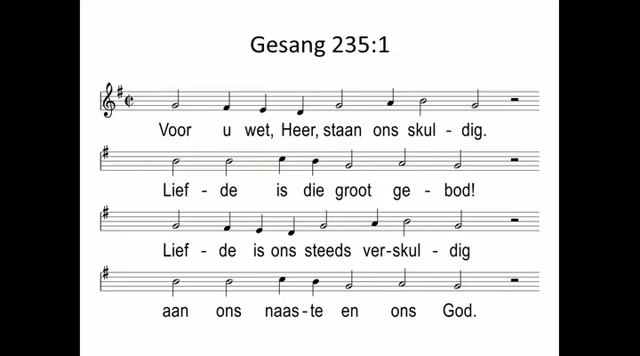 Gesang 235:1
Voor u wet, Heer, staan ons skul - dig.
Lief - de is die groot ge - bod!
Lief - de is ons steeds ver-skul - dig
aan ons naas-te en ons God.